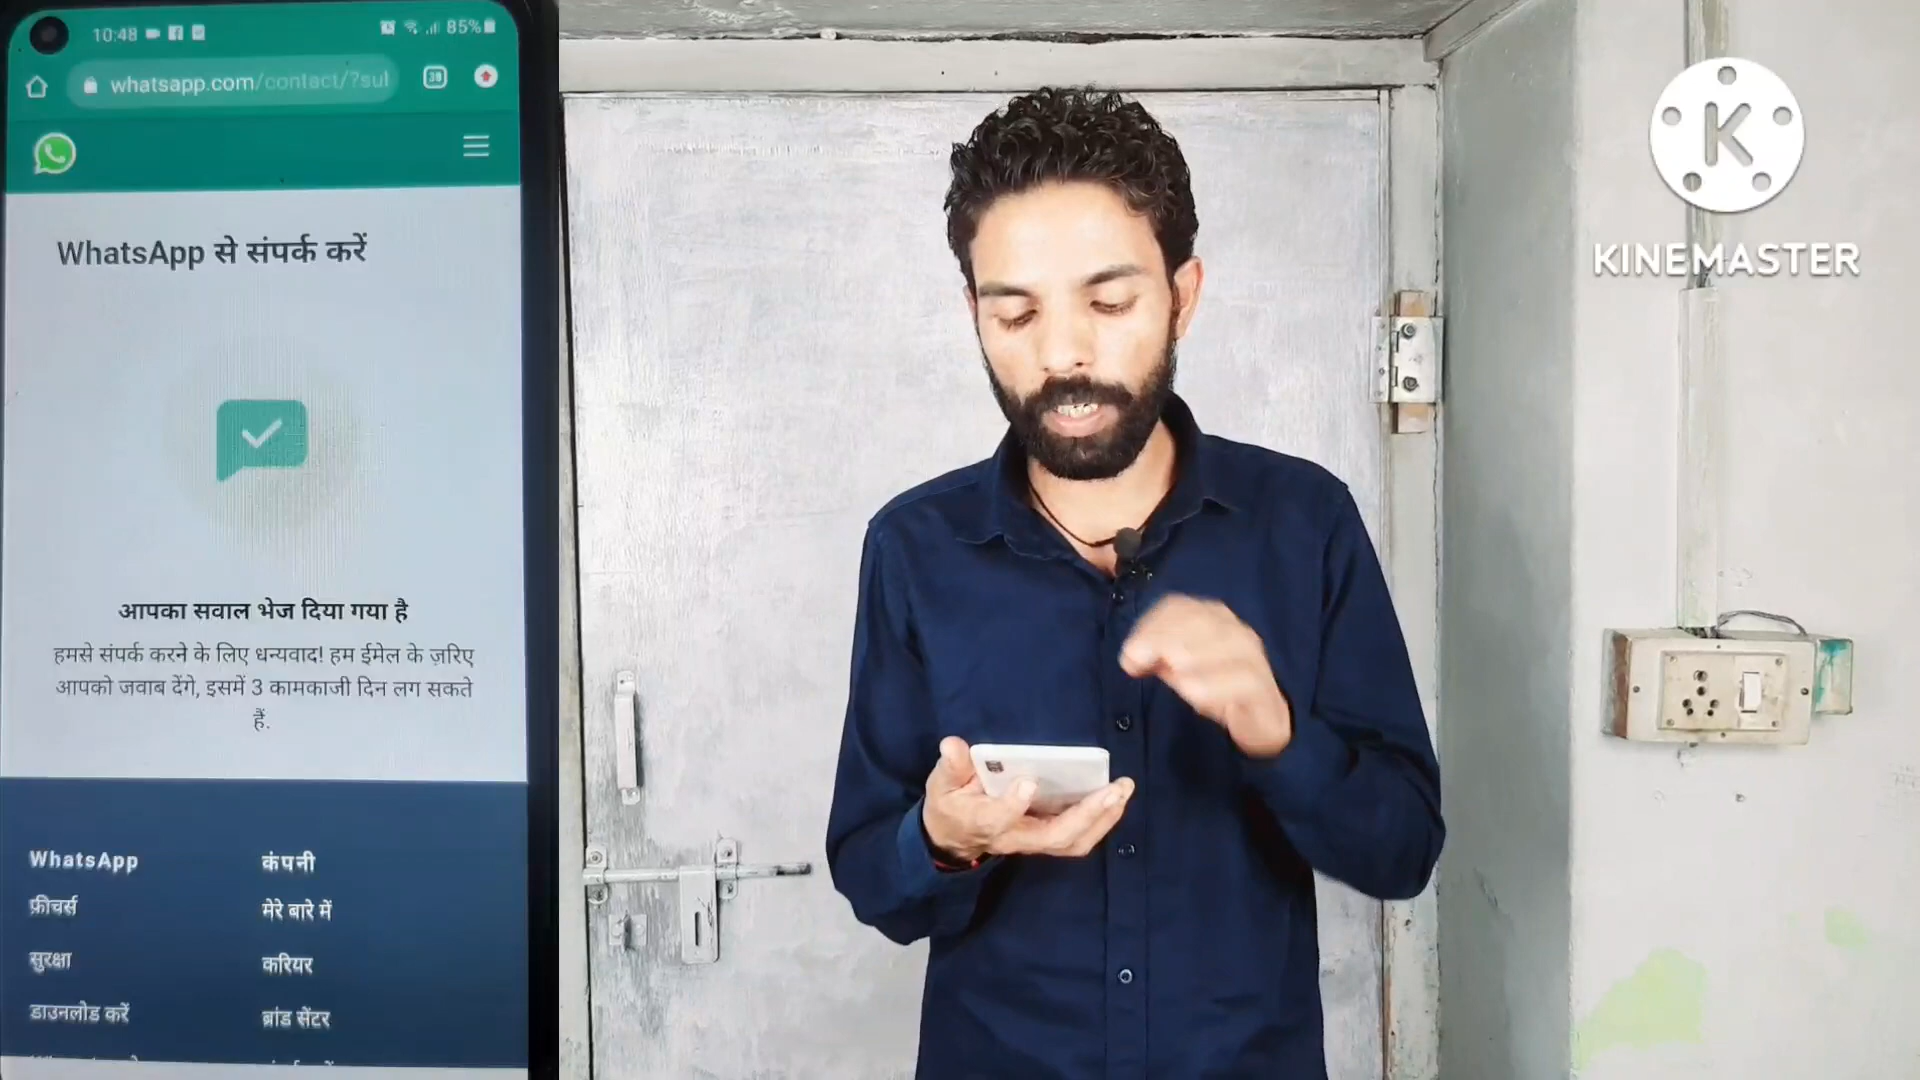 10:48
85%
whatsapp.com/contact/?sul
WhatsApp से संपर्क करें
आपका सवाल भेज दिया गया है
हमसे संपर्क करने के लिए धन्यवाद! हम ईमेल के ज़रिए
आपको जवाब देंगे, इसमें 3 कामकाजी दिन लग सकते
हैं.
WhatsApp
कंपनी
फ़ीचर्स
मेरे बारे में
सुरक्षा
करियर
डाउनलोड करें
ब्रांड सेंटर
K
KINEMASTER